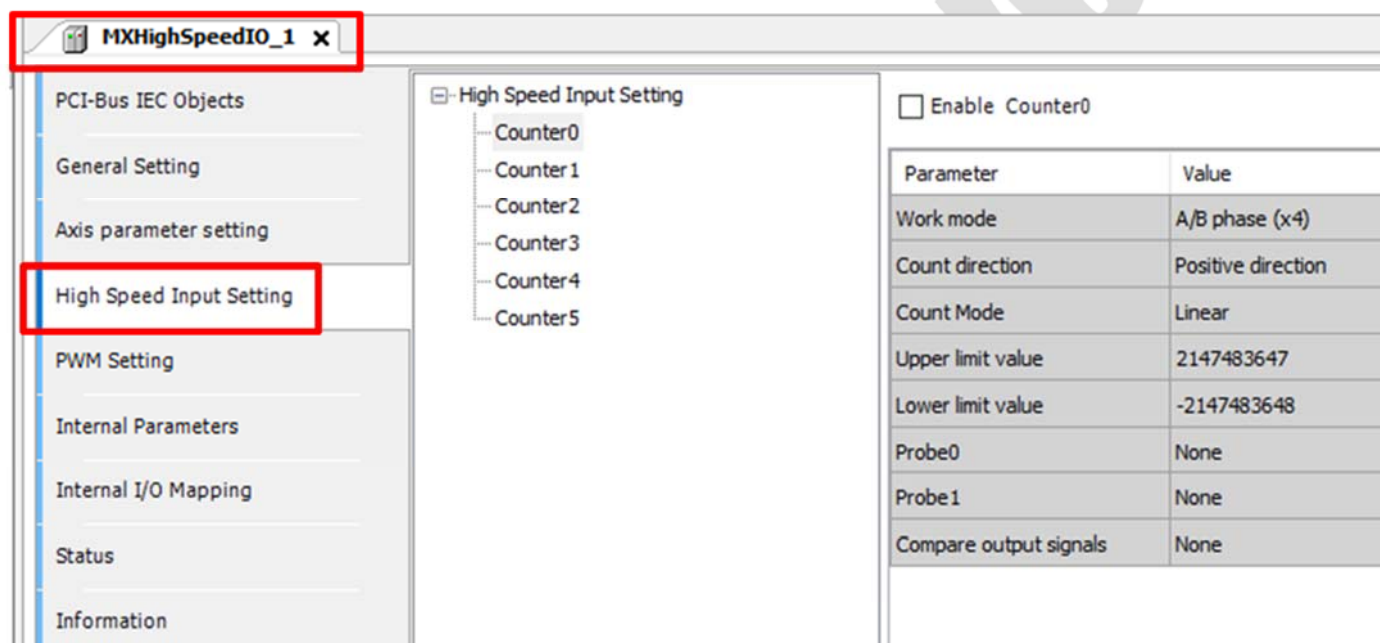 MXHighSpeedIO_1 x
PCI-Bus IEC Objects
General Setting
Axis parameter setting
High Speed Input Setting
PWM Setting
Internal Parameters
Internal I/O Mapping
Status
Information
High Speed Input Setting
Counter0
Counter1
Counter2
Counter3
Counter4
Counter5
Enable Counter0
Parameter Value
Work mode A/B phase (x4)
Count direction Positive direction
Count Mode Linear
Upper limit value 2147483647
Lower limit value -2147483648
Probe0 None
Probe1 None
Compare output signals None